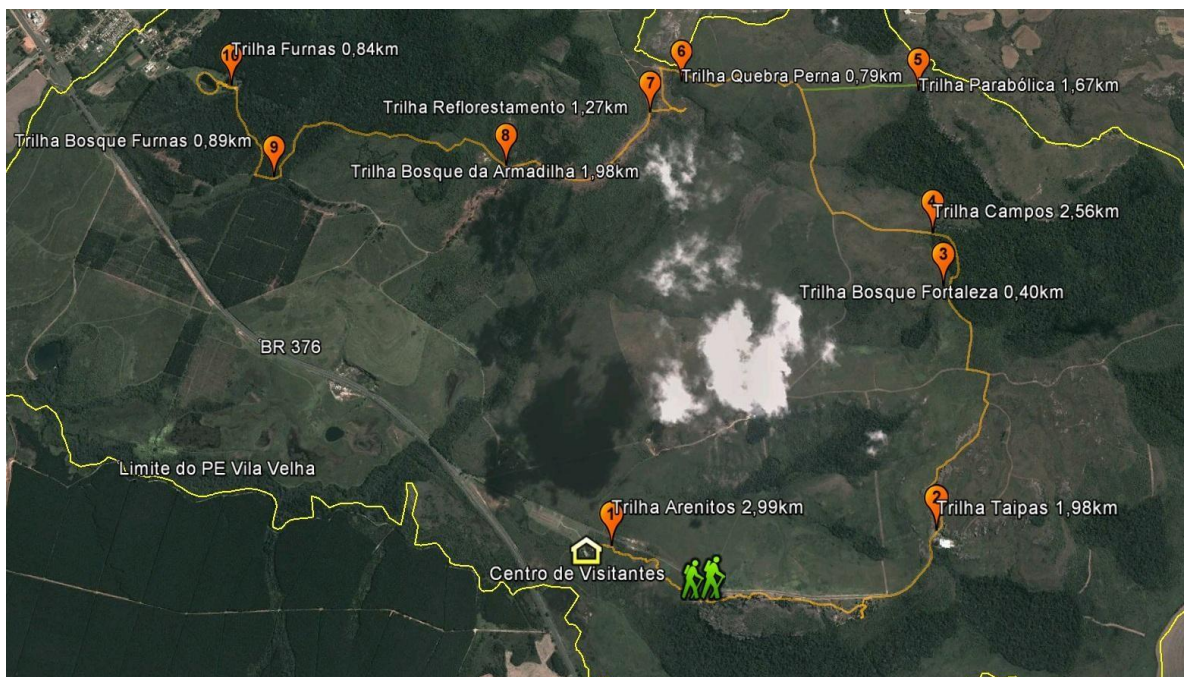 10
Trilha Furnas 0,84km
6
Trilha Quebra Perna 0,79km
5
Trilha Parabólica 1,67km
7
Trilha Reflorestamento 1,27km
8
Trilha Bosque da Armadilha 1,98km
9
Trilha Bosque Furnas 0,89km
4
Trilha Campos 2,56km
3
Trilha Bosque Fortaleza 0,40km
BR 376
Limite do PE Vila Velha
1
Trilha Arenitos 2,99km
2
Trilha Taipas 1,98km
Centro de Visitantes